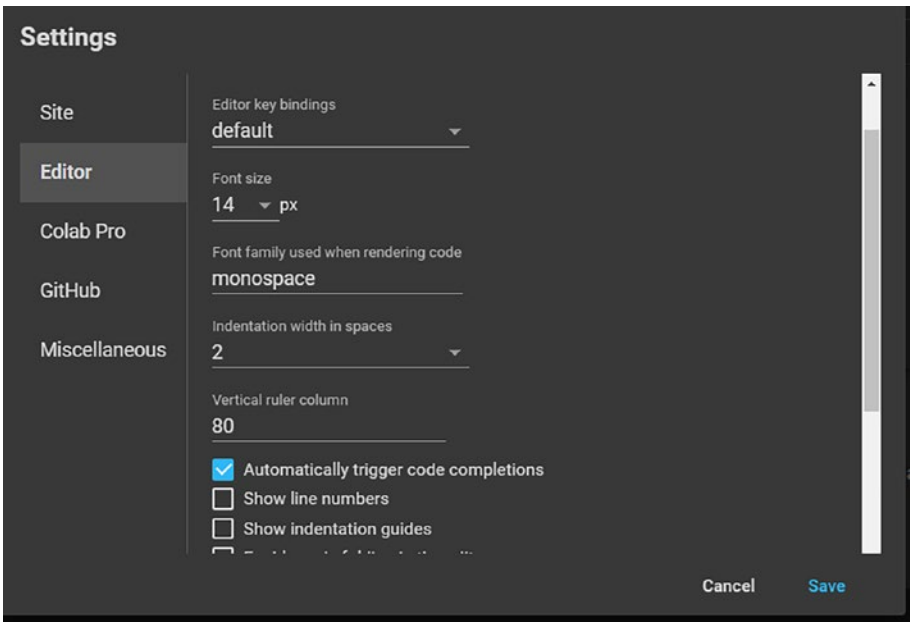 Settings
Site
Editor
Colab Pro
GitHub
Miscellaneous
Editor key bindings
default
Font size
14 px
Font family used when rendering code
monospace
Indentation width in spaces
2
Vertical ruler column
80
Automatically trigger code completions
Show line numbers
Show indentation guides
Cancel Save